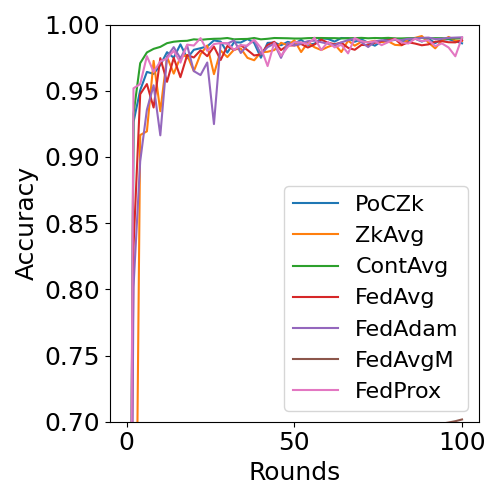 1.00
0.95
0.90
0.85
0.80
0.75
0.70
Accuracy
PoCZk
ZkAvg
ContAvg
FedAvg
FedAdam
FedAvgM
FedProx
0
50
100
Rounds